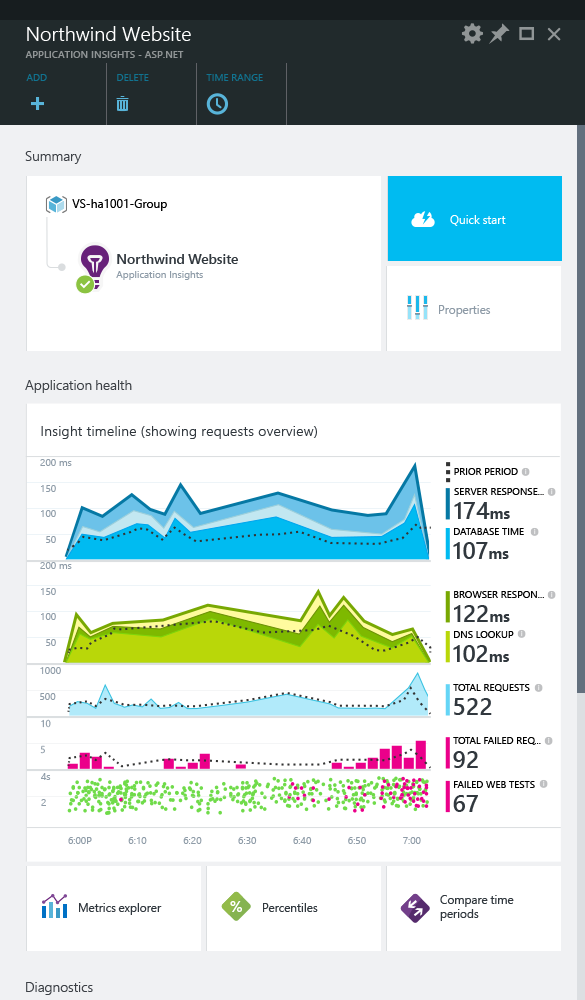 Northwind Website
APPLICATION INSIGHTS - ASP.NET
ADD
DELETE
TIME RANGE
Summary
VS-ha1001-Group
Northwind Website
Application Insights
Quick start
Properties
Application health
Insight timeline (showing requests overview)
200 ms
150
100
50
PRIOR PERIOD
SERVER RESPONSE...
174ms
DATABASE TIME
107ms
200 ms
150
100
50
BROWSER RESPON...
122ms
DNS LOOKUP
102ms
1000
500
TOTAL REQUESTS
522
10
5
TOTAL FAILED REQ...
92
4s
2
FAILED WEB TESTS
67
6:00P
6:10
6:20
6:30
6:40
6:50
7:00
Metrics explorer
%
Percentiles
Compare time
periods
Diagnostics